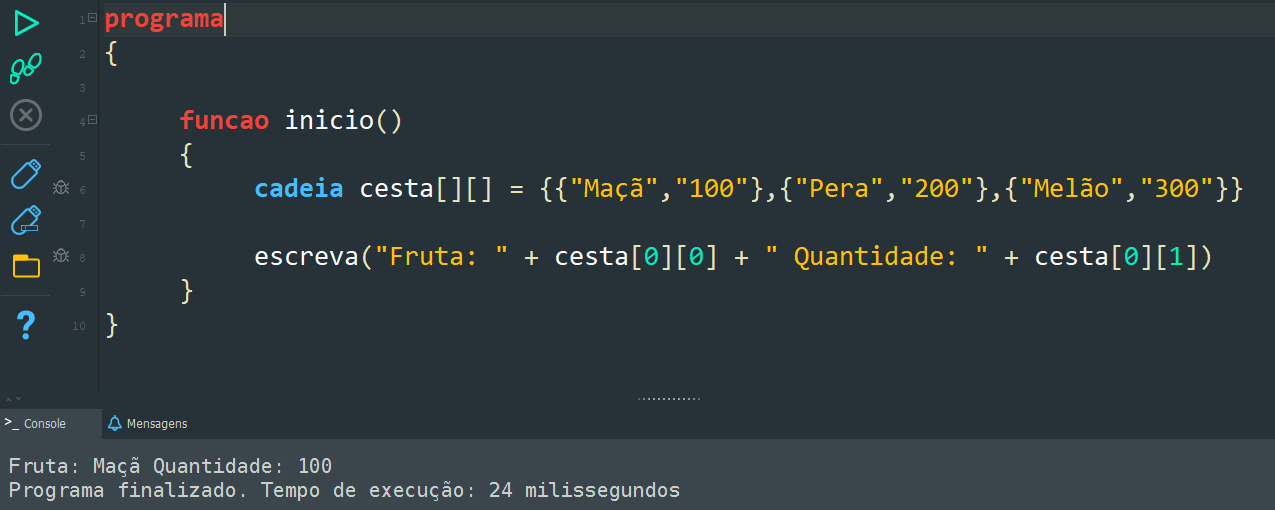 1 programa
2 {
3
4 funcao inicio()
5 {
6 cadeia cesta[][] = {{"Maçã","100"},{"Pera","200"},{"Melão","300"}}
7
8 escreva("Fruta: " + cesta[0][0] + " Quantidade: " + cesta[0][1])
9 }
10 }
>_ Console Mensagens
Fruta: Maçã Quantidade: 100
Programa finalizado. Tempo de execução: 24 milissegundos